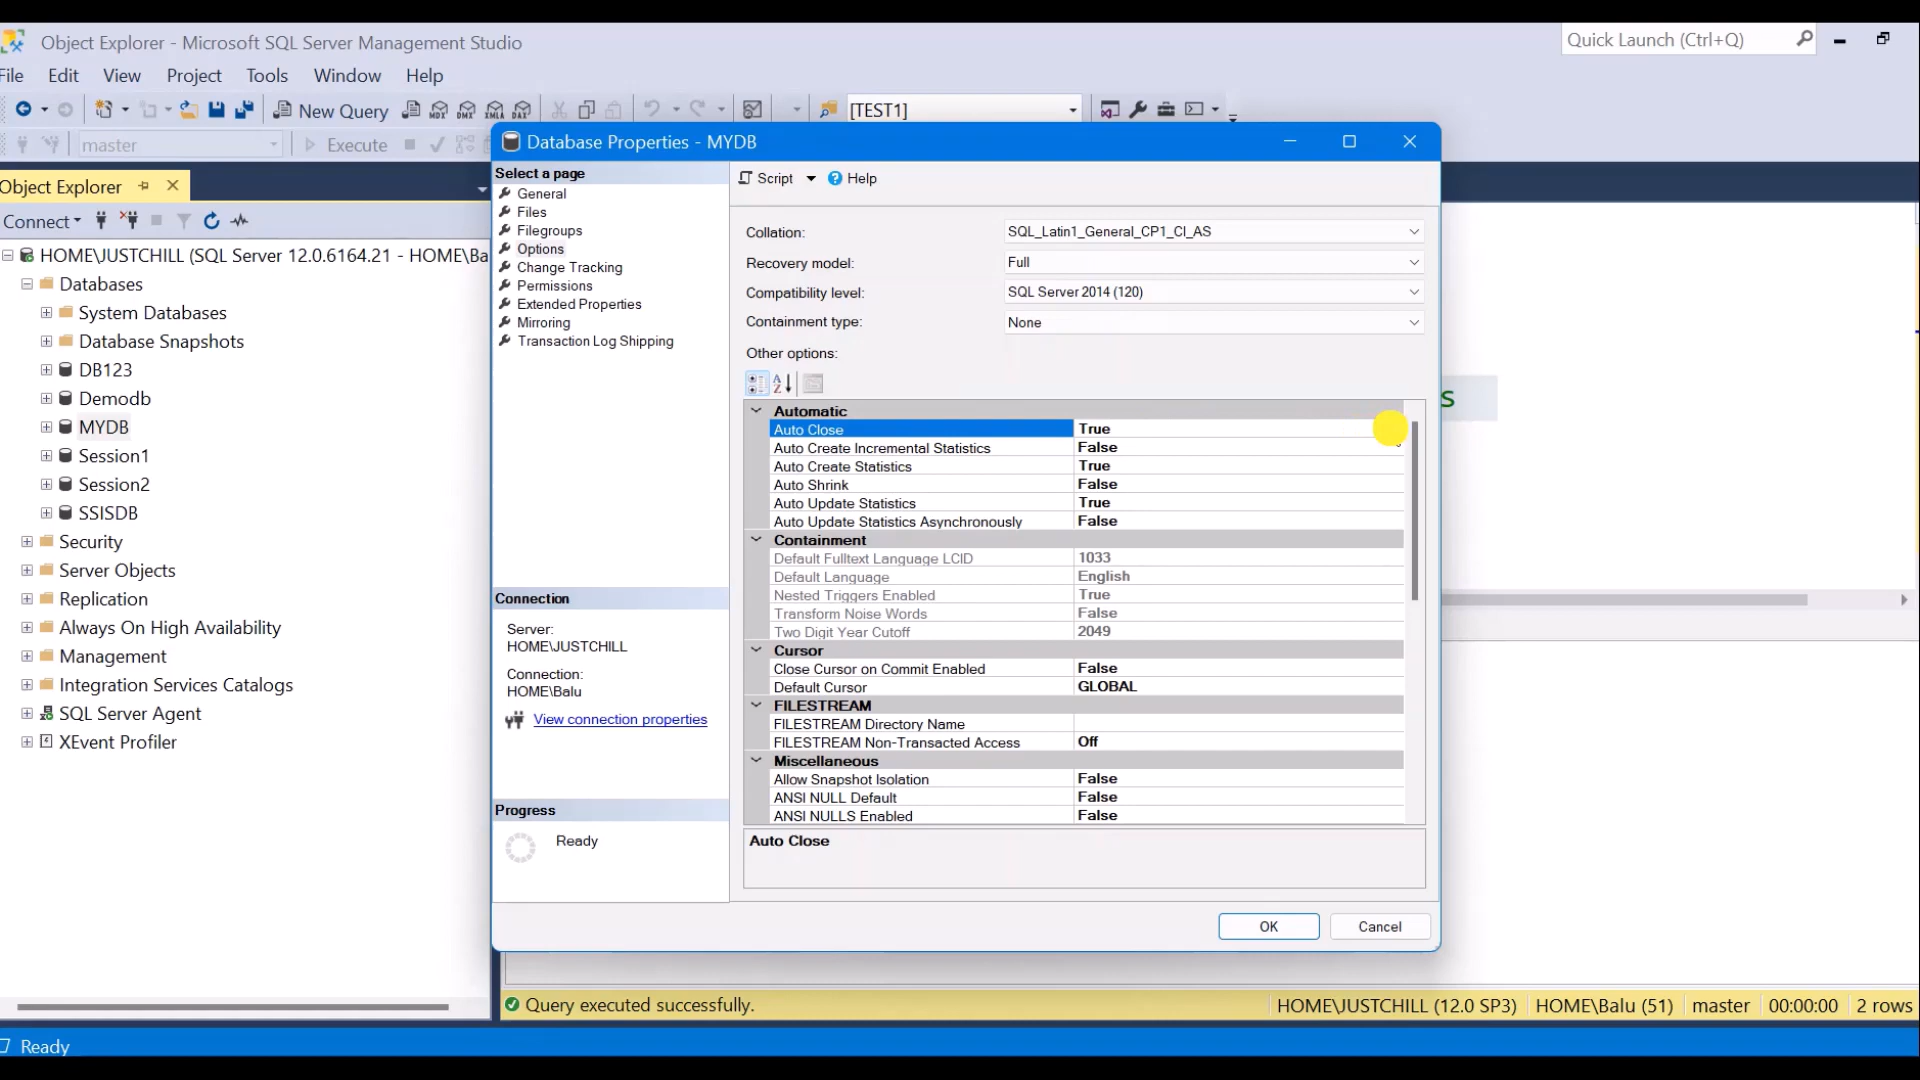 Object Explorer - Microsoft SQL Server Management Studio
Quick Launch (Ctrl+Q)
File Edit View Project Tools Window Help
New Query
MDX DMX XMLA DAX
[TEST1]
master
Execute
Database Properties - MYDB
Object Explorer
Connect
HOME\JUSTCHILL (SQL Server 12.0.6164.21 - HOME\Ba
Databases
System Databases
Database Snapshots
DB123
Demodb
MYDB
Session1
Session2
SSISDB
Security
Server Objects
Replication
Always On High Availability
Management
Integration Services Catalogs
SQL Server Agent
XEvent Profiler
Select a page
General
Files
Filegroups
Options
Change Tracking
Permissions
Extended Properties
Mirroring
Transaction Log Shipping
Connection
Server:
HOME\JUSTCHILL
Connection:
HOME\Balu
View connection properties
Progress
Ready
Script Help
Collation: SQL_Latin1_General_CP1_CI_AS
Recovery model: Full
Compatibility level: SQL Server 2014 (120)
Containment type: None
Other options:
Automatic
Auto Close True
Auto Create Incremental Statistics False
Auto Create Statistics True
Auto Shrink False
Auto Update Statistics True
Auto Update Statistics Asynchronously False
Containment
Default Fulltext Language LCID 1033
Default Language English
Nested Triggers Enabled True
Transform Noise Words False
Two Digit Year Cutoff 2049
Cursor
Close Cursor on Commit Enabled False
Default Cursor GLOBAL
FILESTREAM
FILESTREAM Directory Name
FILESTREAM Non-Transacted Access Off
Miscellaneous
Allow Snapshot Isolation False
ANSI NULL Default False
ANSI NULLS Enabled False
Auto Close
OK Cancel
s
Query executed successfully.
HOME\JUSTCHILL (12.0 SP3) HOME\Balu (51) master 00:00:00 2 rows
Ready